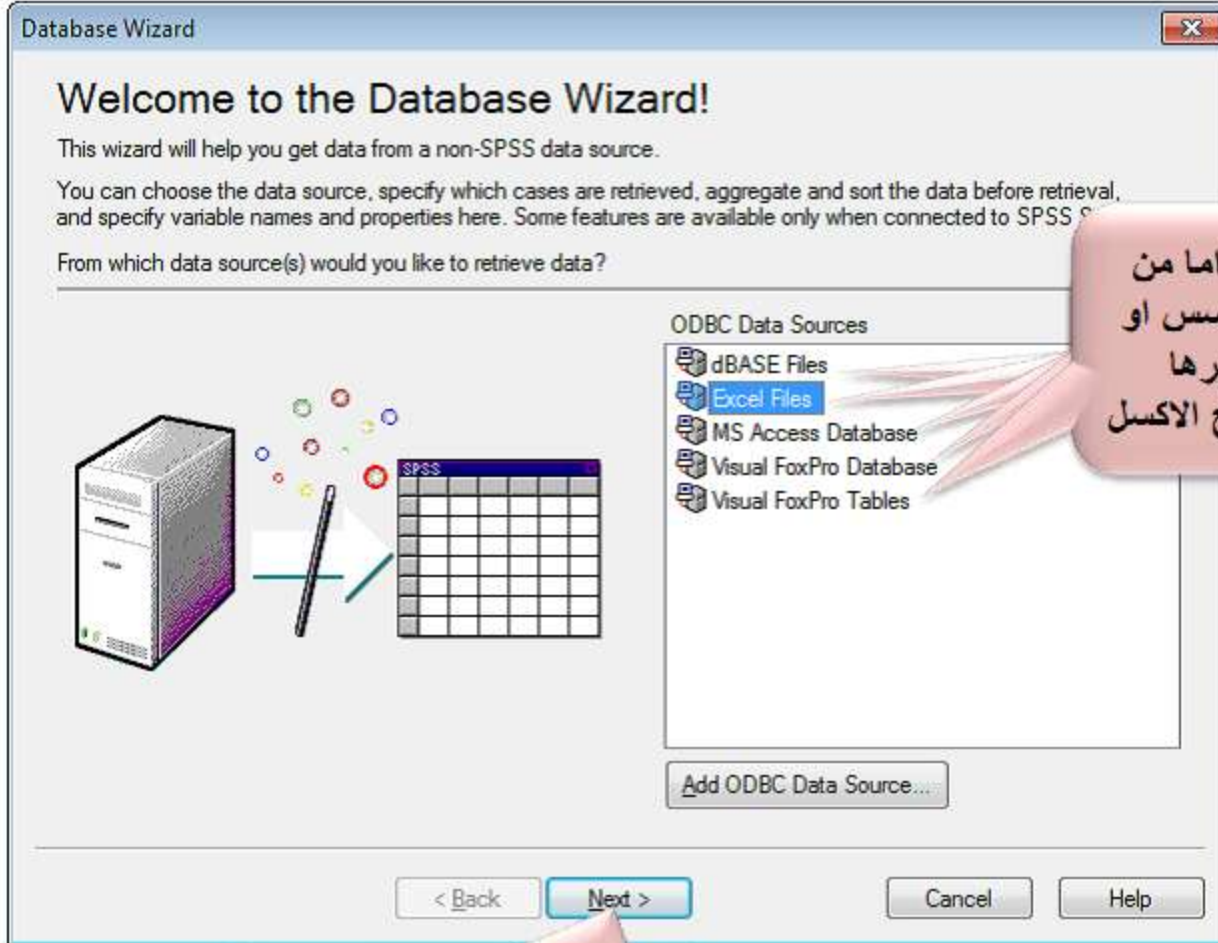 Database Wizard
Welcome to the Database Wizard!
This wizard will help you get data from a non-SPSS data source.
You can choose the data source, specify which cases are retrieved, aggregate and sort the data before retrieval,
and specify variable names and properties here. Some features are available only when connected to SPSS
From which data source(s) would you like to retrieve data?
اما من
او
الاكسل
ODBC Data Sources
dBASE Files
Excel Files
MS Access Database
Visual FoxPro Database
Visual FoxPro Tables
SPSS
Add ODBC Data Source...
< Back
Next >
Cancel
Help